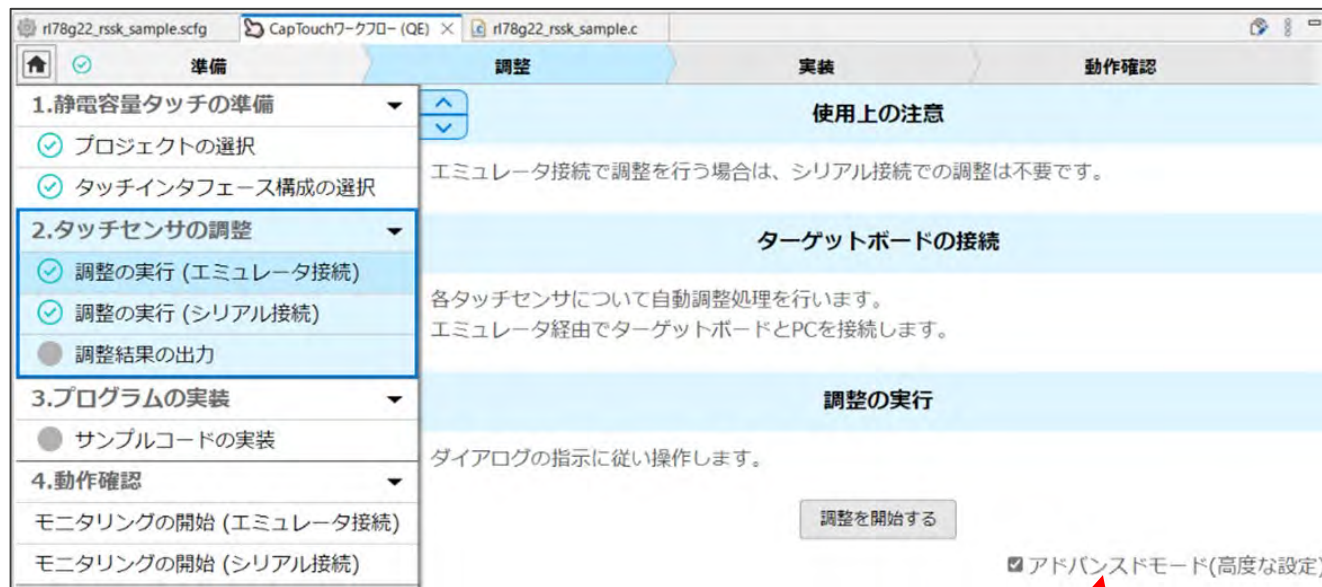 rl78g22_rssk_sample.scfg
CapTouchワークフロー (QE)
rl78g22_rssk_sample.c
準備
調整
実装
動作確認
1.静電容量タッチの準備
プロジェクトの選択
タッチインタフェース構成の選択
2.タッチセンサの調整
調整の実行 (エミュレータ接続)
調整の実行 (シリアル接続)
調整結果の出力
3.プログラムの実装
サンプルコードの実装
4.動作確認
モニタリングの開始 (エミュレータ接続)
モニタリングの開始 (シリアル接続)
使用上の注意
エミュレータ接続で調整を行う場合は、シリアル接続での調整は不要です。
ターゲットボードの接続
各タッチセンサについて自動調整処理を行います。
エミュレータ経由でターゲットボードとPCを接続します。
調整の実行
ダイアログの指示に従い操作します。
調整を開始する
アドバンスドモード(高度な設定)